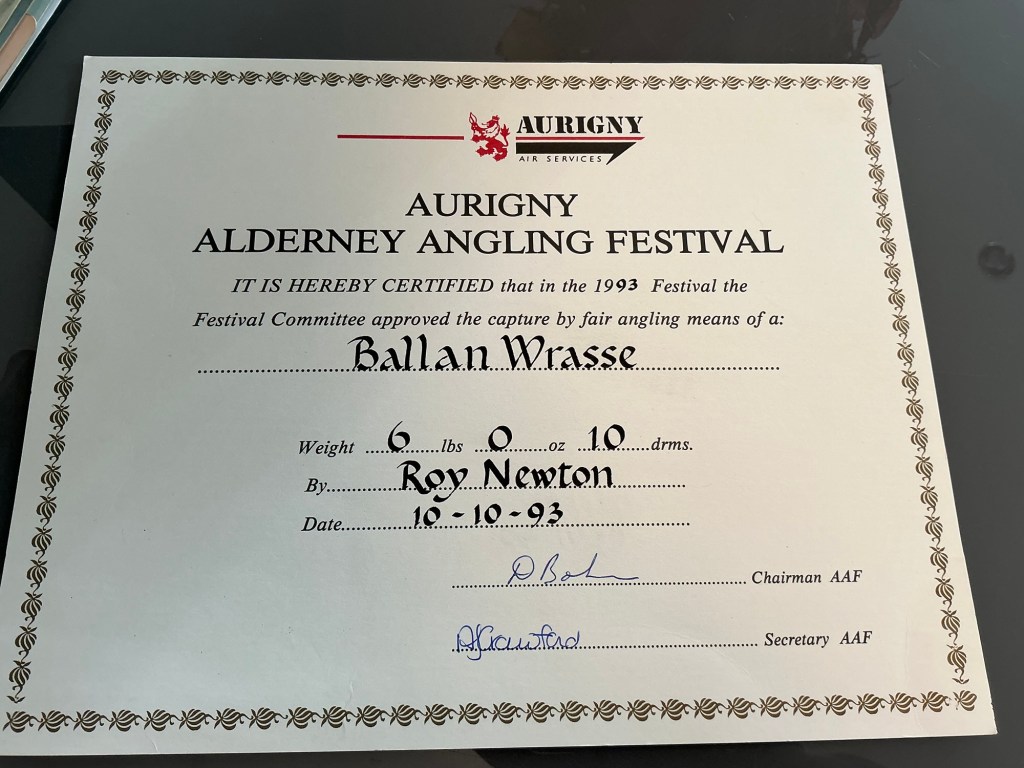 AURIGNY
AIR SERVICES
AURIGNY
ALDERNEY ANGLING FESTIVAL
IT IS HEREBY CERTIFIED that in the 1993 Festival the
Festival Committee approved the capture by fair angling means of a:
Ballan Wrasse
Weight 6 lbs 0 oz 10 drms.
By Roy Newton
Date 10-10-93
Chairman AAF
AJCrawford Secretary AAF